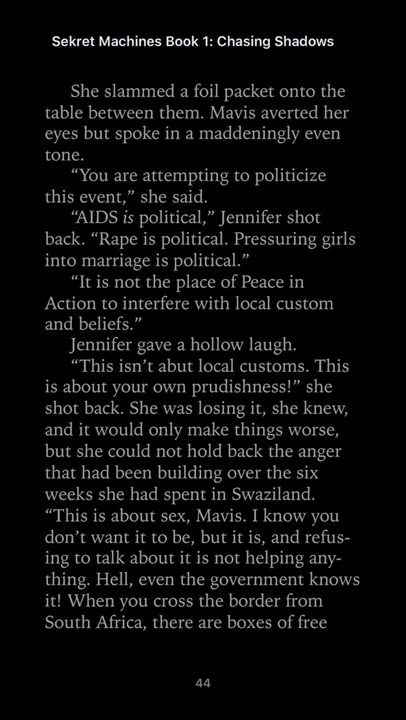 Sekret Machines Book 1: Chasing Shadows
She slammed a foil packet onto the
table between them. Mavis averted her
eyes but spoke in a maddeningly even
tone.
“You are attempting to politicize
this event,” she said.
“AIDS is political,” Jennifer shot
back. “Rape is political. Pressuring girls
into marriage is political.”
“It is not the place of Peace in
Action to interfere with local custom
and beliefs.”
Jennifer gave a hollow laugh.
“This isn’t abut local customs. This
is about your own prudishness!” she
shot back. She was losing it, she knew,
and it would only make things worse,
but she could not hold back the anger
that had been building over the six
weeks she had spent in Swaziland.
“This is about sex, Mavis. I know you
don’t want it to be, but it is, and refus-
ing to talk about it is not helping any-
thing. Hell, even the government knows
it! When you cross the border from
South Africa, there are boxes of free
44